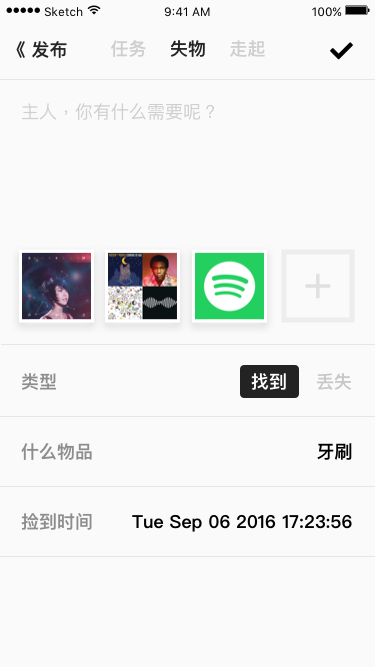 Sketch 9:41 AM 100%
《 发布 任务 失物 走起
主人，你有什么需要呢？
类型 找到 丢失
什么物品 牙刷
捡到时间 Tue Sep 06 2016 17:23:56